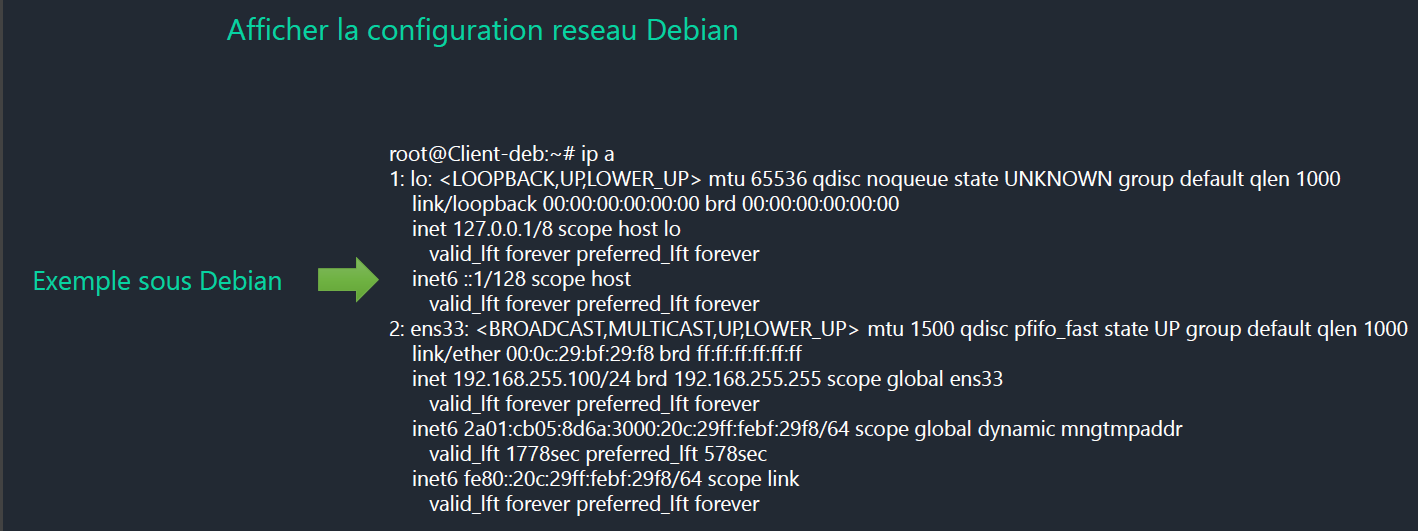 Afficher la configuration reseau Debian
root@Client-deb:~# ip a
1: lo: <LOOPBACK,UP,LOWER_UP> mtu 65536 qdisc noqueue state UNKNOWN group default qlen 1000
link/loopback 00:00:00:00:00:00 brd 00:00:00:00:00:00
inet 127.0.0.1/8 scope host lo
valid_lft forever preferred_lft forever
Exemple sous Debian
inet6 ::1/128 scope host
valid_lft forever preferred_lft forever
2: ens33: <BROADCAST,MULTICAST,UP,LOWER_UP> mtu 1500 qdisc pfifo_fast state UP group default qlen 1000
link/ether 00:0c:29:bf:29:f8 brd ff:ff:ff:ff:ff:ff
inet 192.168.255.100/24 brd 192.168.255.255 scope global ens33
valid_lft forever preferred_lft forever
inet6 2a01:cb05:8d6a:3000:20c:29ff:febf:29f8/64 scope global dynamic mngtmpaddr
valid_lft 1778sec preferred_lft 578sec
inet6 fe80::20c:29ff:febf:29f8/64 scope link
valid_lft forever preferred_lft forever